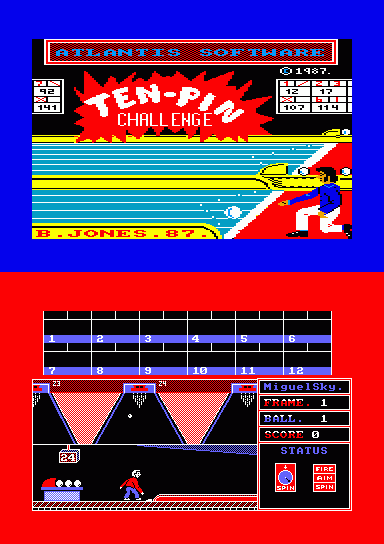 ATLANTIS SOFTWARE
© 1987.
TEN-PIN
CHALLENGE
92
141
12 17
107 114
B.JONES.87.
1 2 3 4 5 6
7 8 9 10 11 12
23 24
MiguelSky.
FRAME. 1
BALL. 1
SCORE 0
STATUS
24
SPIN
FIRE
AIM
SPIN